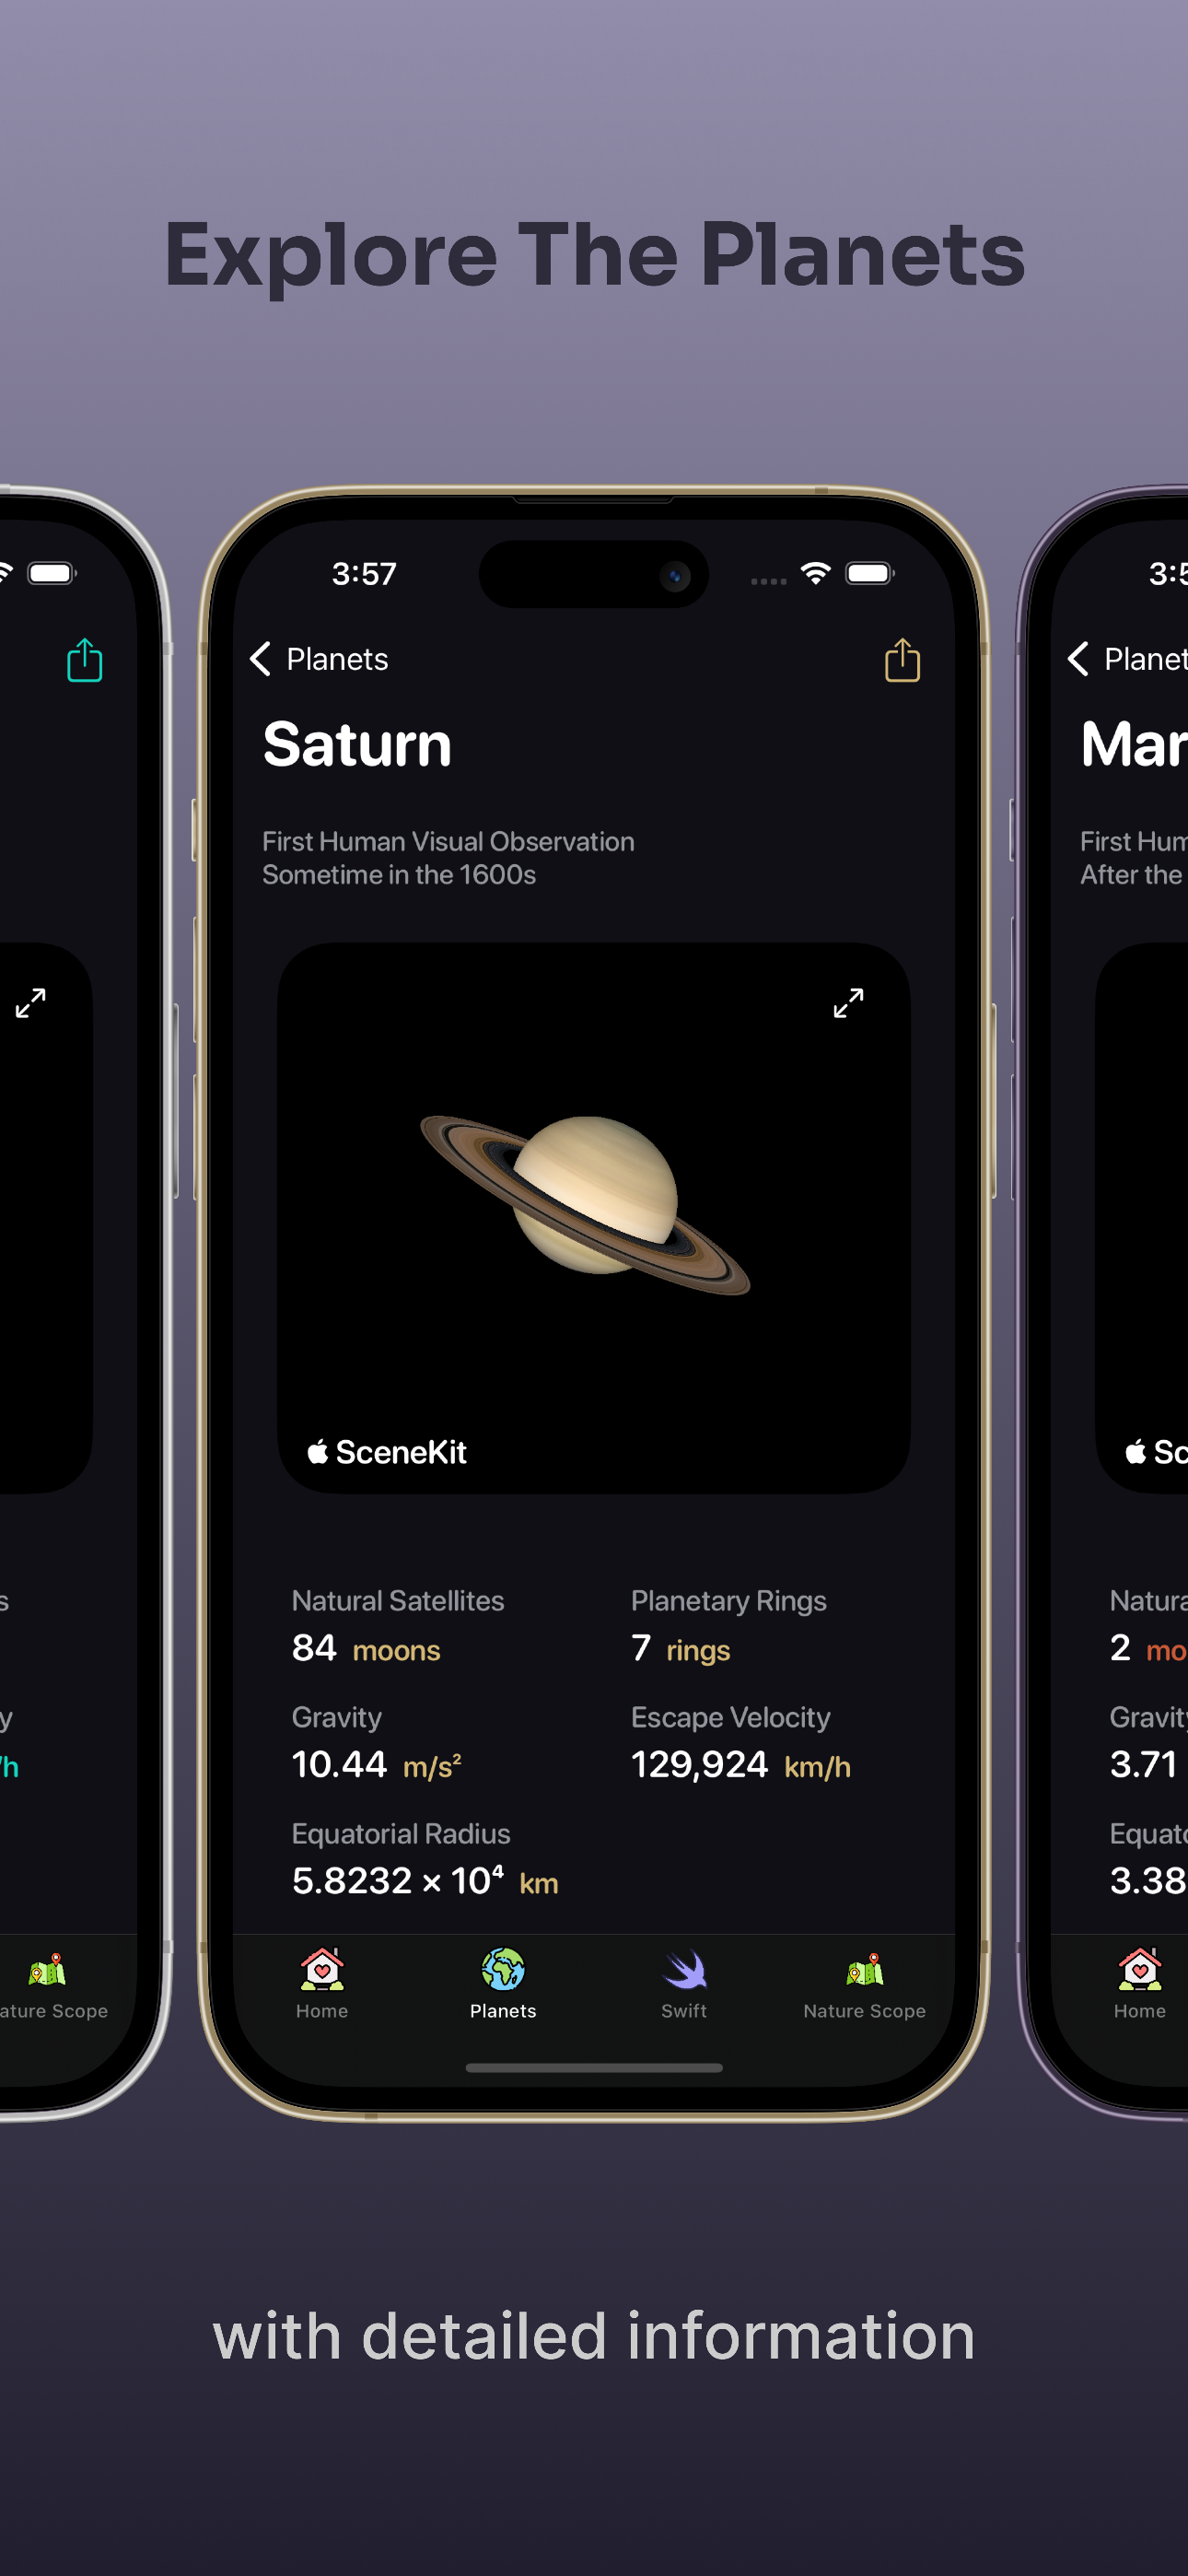 Explore The Planets
3:57
Planets
Saturn
First Human Visual Observation
Sometime in the 1600s
SceneKit
Natural Satellites
84 moons
Planetary Rings
7 rings
Gravity
10.44 m/s²
Escape Velocity
129,924 km/h
Equatorial Radius
5.8232 × 10⁴ km
Home
Planets
Swift
Nature Scope
ature Scope
/h
3:5
Planet
Mar
First Hum
After the
Sc
Natura
2 mo
Gravity
3.71
Equato
3.38
Home
with detailed information